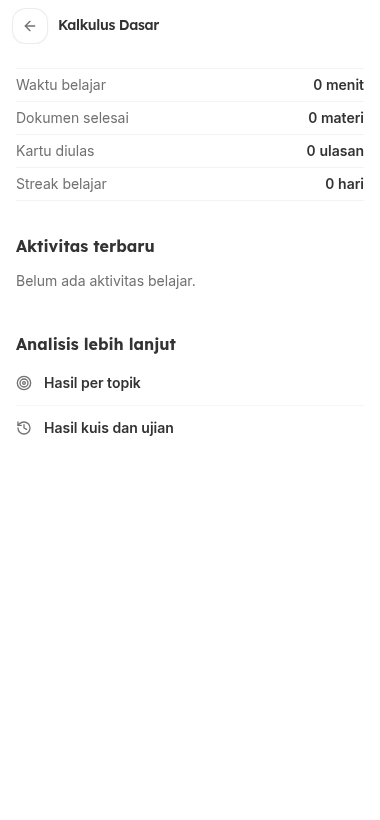 Kalkulus Dasar
Waktu belajar 0 menit
Dokumen selesai 0 materi
Kartu diulas 0 ulasan
Streak belajar 0 hari
Aktivitas terbaru
Belum ada aktivitas belajar.
Analisis lebih lanjut
Hasil per topik
Hasil kuis dan ujian